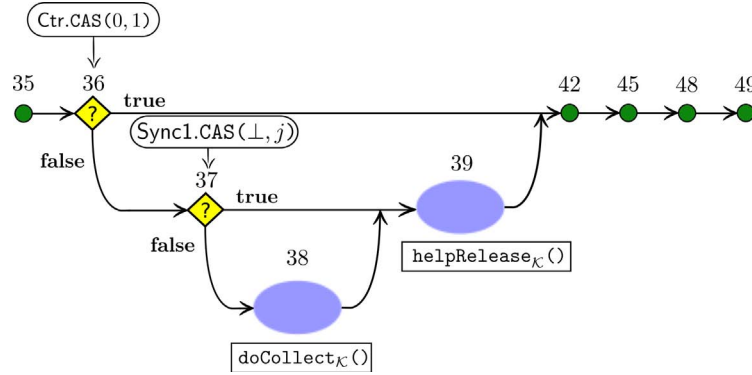 Ctr.CAS(0, 1)
35 36 42 45 48 49
? true
Sync1.CAS(⊥, j)
false
37 39
? true
false
helpRelease𝒦()
38
doCollect𝒦()